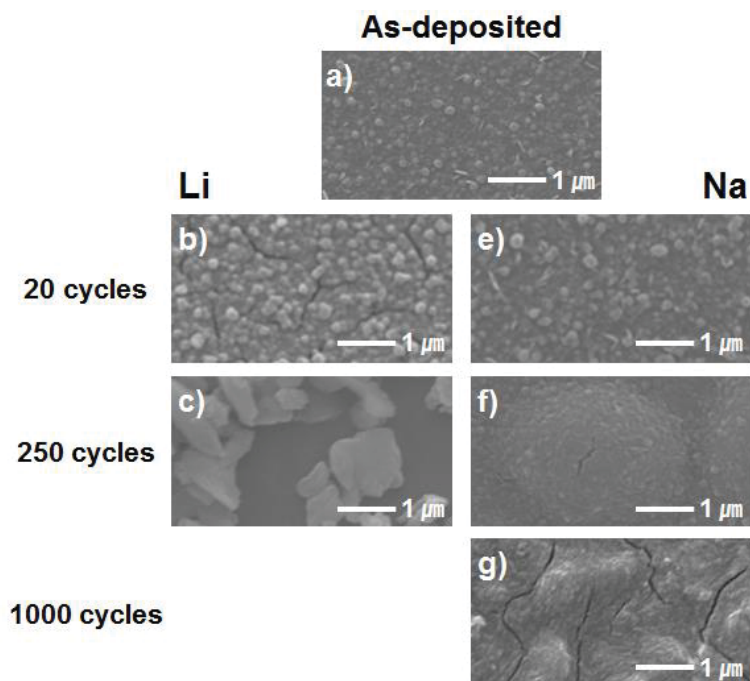 As-deposited
a)
1 ㎛
Li
Na
b)
1 ㎛
e)
1 ㎛
20 cycles
c)
1 ㎛
f)
1 ㎛
250 cycles
g)
1 ㎛
1000 cycles